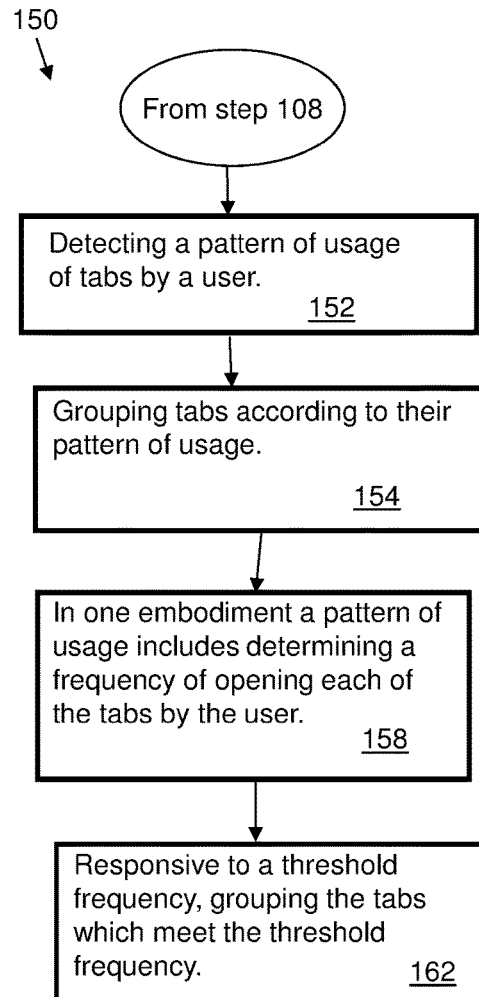 150
From step 108
Detecting a pattern of usage
of tabs by a user.
152
Grouping tabs according to their
pattern of usage.
154
In one embodiment a pattern of
usage includes determining a
frequency of opening each of
the tabs by the user.
158
Responsive to a threshold
frequency, grouping the tabs
which meet the threshold
frequency.
162